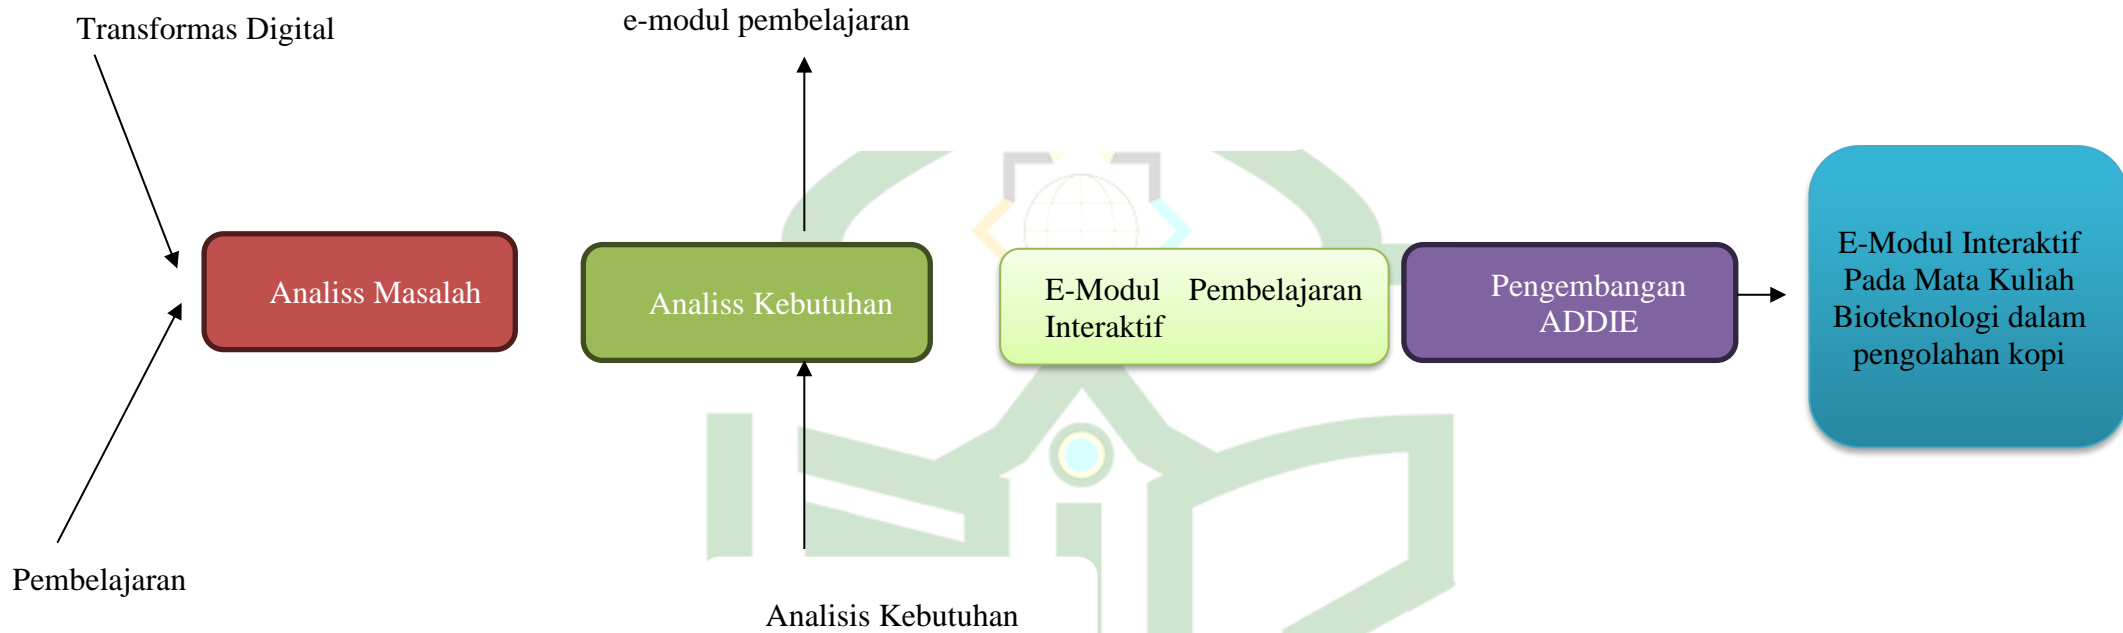 Transformas Digital
e-modul pembelajaran
Analiss Masalah
Analiss Kebutuhan
E-Modul Pembelajaran
Interaktif
Pengembangan
ADDIE
E-Modul Interaktif
Pada Mata Kuliah
Bioteknologi dalam
pengolahan kopi
Pembelajaran
Analisis Kebutuhan